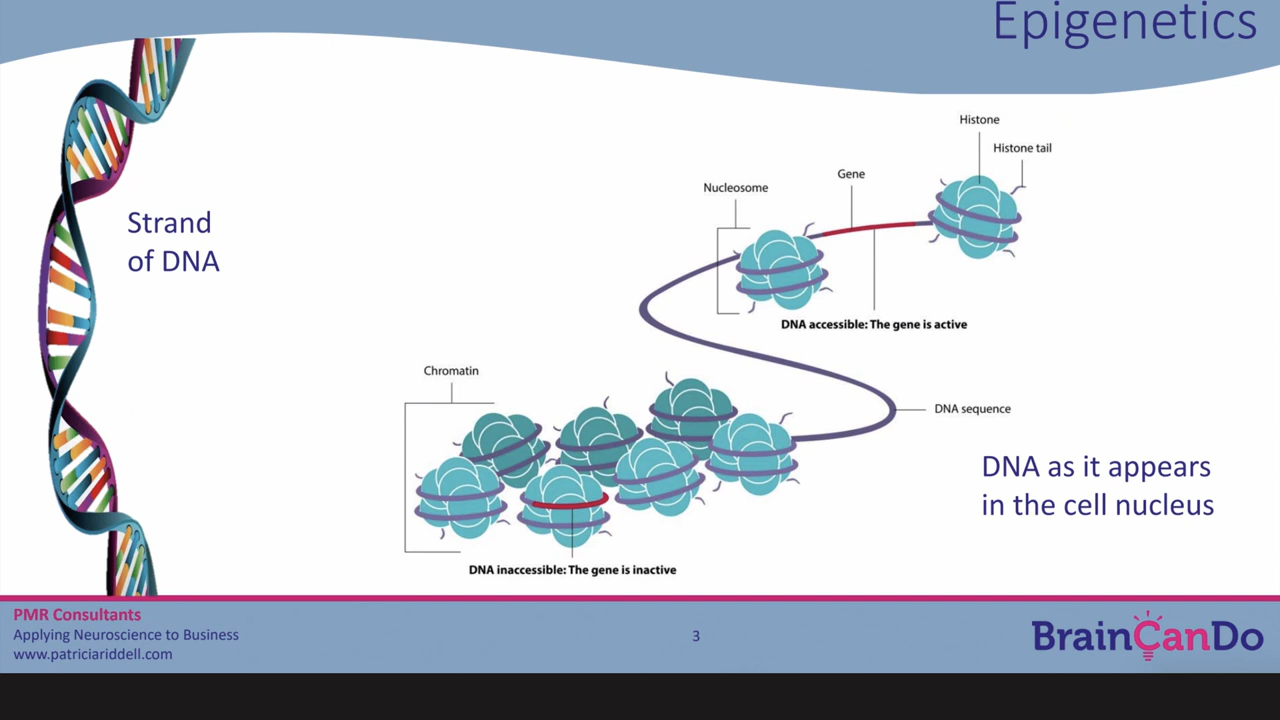 Epigenetics
Strand
of DNA
Histone
Histone tail
Gene
Nucleosome
DNA accessible: The gene is active
Chromatin
DNA sequence
DNA as it appears
in the cell nucleus
DNA inaccessible: The gene is inactive
PMR Consultants
Applying Neuroscience to Business
www.patriciariddell.com
3
BrainCanDo